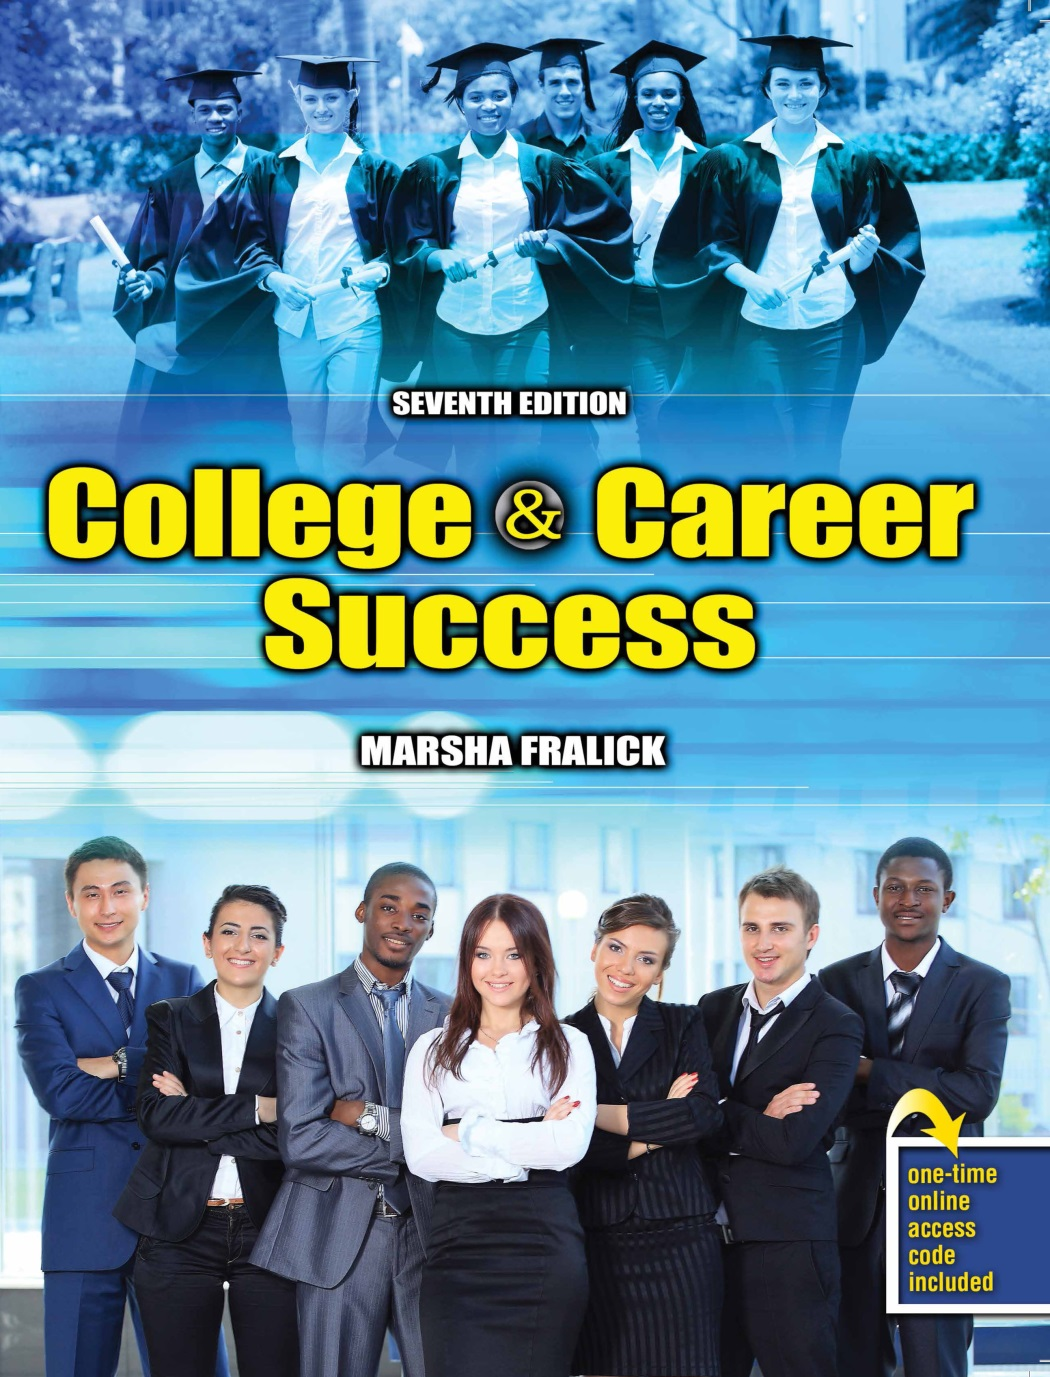 SEVENTH EDITION
College & Career
Success
MARSHA FRALICK
one-time
online
access
code
included